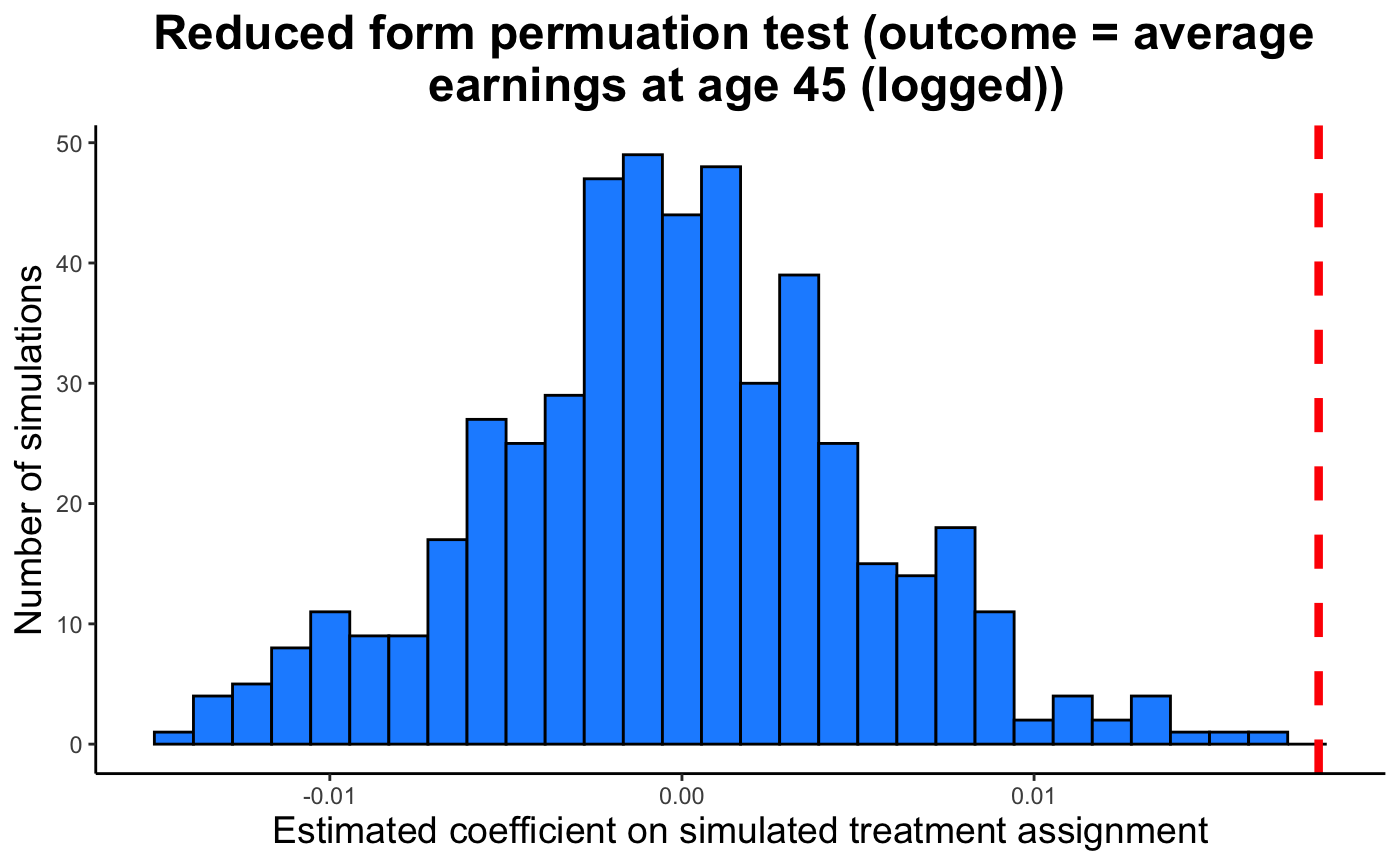 Reduced form permuation test (outcome = average
earnings at age 45 (logged))
Number of simulations
50
40
30
20
10
0
-0.01
0.00
0.01
Estimated coefficient on simulated treatment assignment